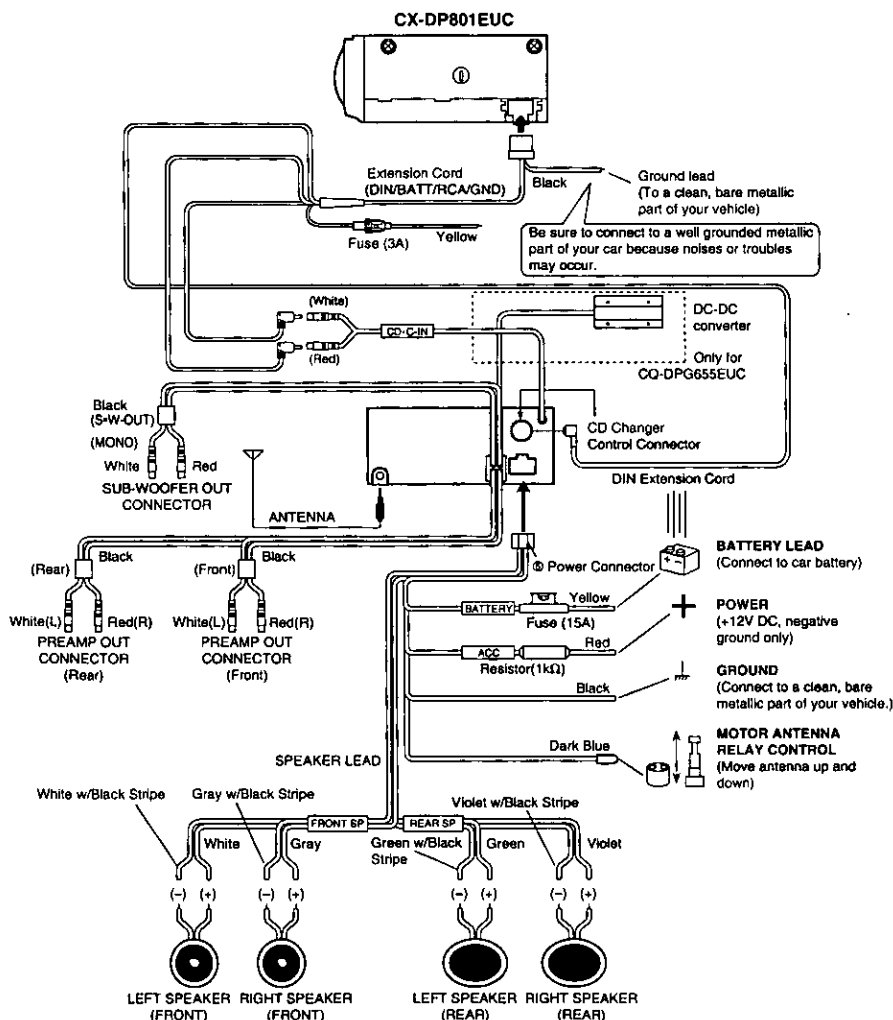 CX-DP801EUC
Extension Cord
(DIN/BATT/RCA/GND)
Black
Ground lead
(To a clean, bare metallic
part of your vehicle)
Fuse (3A)
Yellow
Be sure to connect to a well grounded metallic
part of your car because noises or troubles
may occur.
(White)
CD•C-IN
(Red)
DC-DC
converter
Only for
CQ-DPG655EUC
Black
(S•W-OUT)
(MONO)
White
Red
SUB-WOOFER OUT
CONNECTOR
CD Changer
Control Connector
DIN Extension Cord
ANTENNA
(Rear)
Black
(Front)
Black
White(L)
Red(R)
White(L)
Red(R)
PREAMP OUT
CONNECTOR
(Rear)
PREAMP OUT
CONNECTOR
(Front)
⑤ Power Connector
BATTERY LEAD
(Connect to car battery)
BATTERY
Yellow
Fuse (15A)
POWER
(+12V DC, negative
ground only)
ACC
Red
Resistor(1kΩ)
Black
GROUND
(Connect to a clean, bare
metallic part of your vehicle.)
Dark Blue
MOTOR ANTENNA
RELAY CONTROL
(Move antenna up and
down)
SPEAKER LEAD
White w/Black Stripe
Gray w/Black Stripe
Violet w/Black Stripe
FRONT SP
REAR SP
White
Gray
Green w/Black
Stripe
Green
Violet
(−) (+)
(−) (+)
(−) (+)
(−) (+)
LEFT SPEAKER
(FRONT)
RIGHT SPEAKER
(FRONT)
LEFT SPEAKER
(REAR)
RIGHT SPEAKER
(REAR)